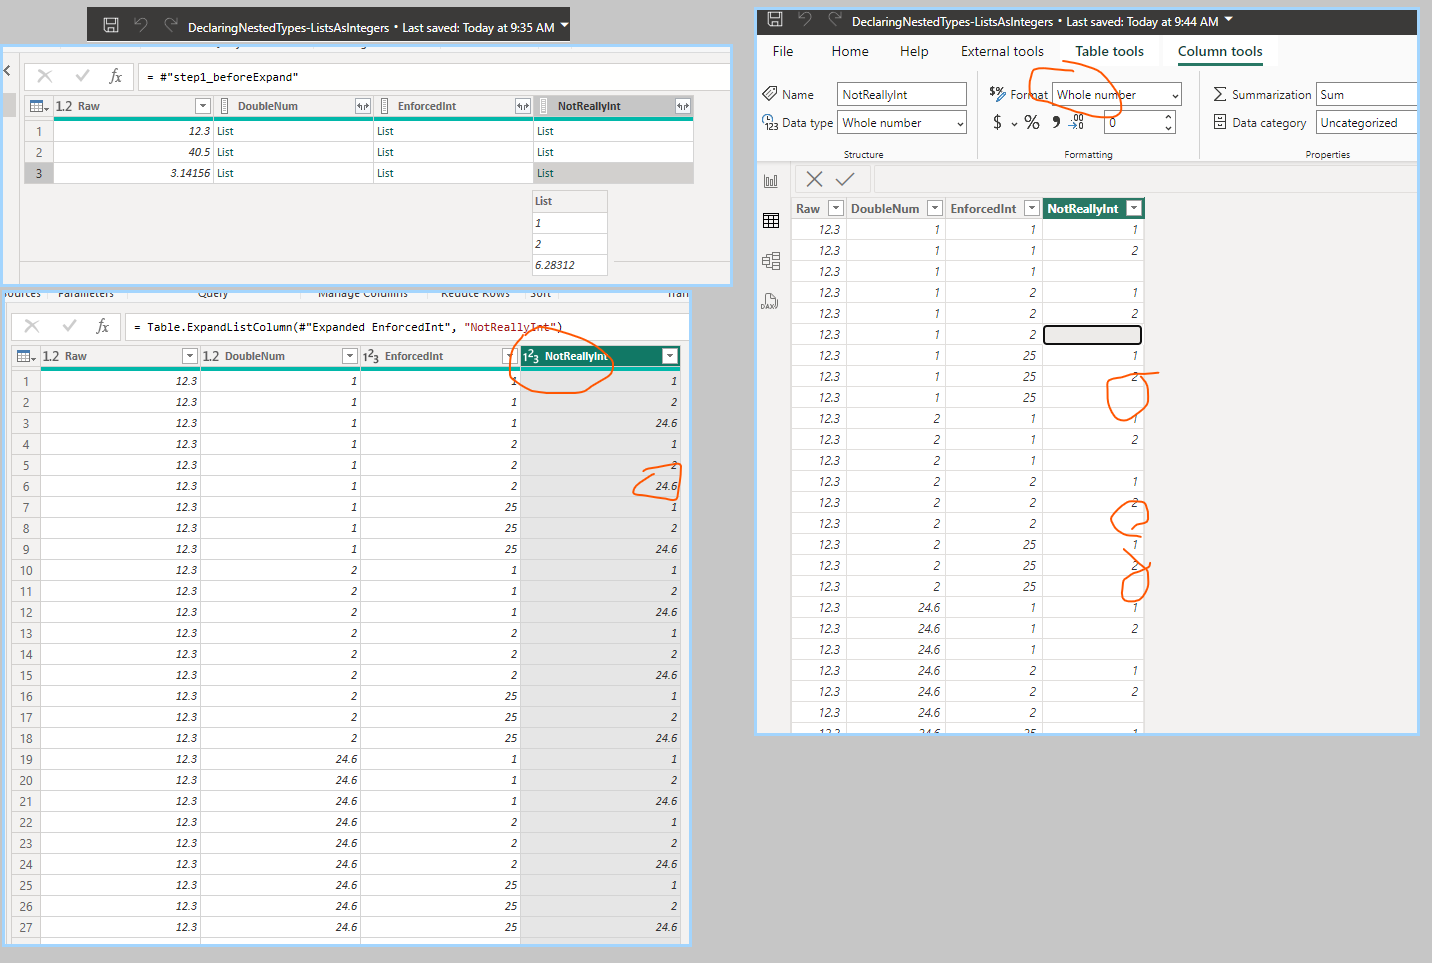 DeclaringNestedTypes-ListsAsIntegers • Last saved: Today at 9:35 AM
fx = #"step1_beforeExpand"
1.2 Raw DoubleNum EnforcedInt NotReallyInt
1 12.3 List List List
2 40.5 List List List
3 3.14156 List List List
List
1
2
6.28312
Parameters Query Manage Columns Reduce Rows Sort
fx = Table.ExpandListColumn(#"Expanded EnforcedInt", "NotReallyInt")
1.2 Raw 1.2 DoubleNum 123 EnforcedInt 123 NotReallyInt
1 12.3 1 1 1
2 12.3 1 1 2
3 12.3 1 1 24.6
4 12.3 1 2 1
5 12.3 1 2 2
6 12.3 1 2 24.6
7 12.3 1 25 1
8 12.3 1 25 2
9 12.3 1 25 24.6
10 12.3 2 1 1
11 12.3 2 1 2
12 12.3 2 1 24.6
13 12.3 2 2 1
14 12.3 2 2 2
15 12.3 2 2 24.6
16 12.3 2 25 1
17 12.3 2 25 2
18 12.3 2 25 24.6
19 12.3 24.6 1 1
20 12.3 24.6 1 2
21 12.3 24.6 1 24.6
22 12.3 24.6 2 1
23 12.3 24.6 2 2
24 12.3 24.6 2 24.6
25 12.3 24.6 25 1
26 12.3 24.6 25 2
27 12.3 24.6 25 24.6
DeclaringNestedTypes-ListsAsIntegers • Last saved: Today at 9:44 AM
File Home Help External tools Table tools Column tools
Name NotReallyInt $% Format Whole number Σ Summarization Sum
Data type Whole number $ % 0 Data category Uncategorized
Structure Formatting Properties
Raw DoubleNum EnforcedInt NotReallyInt
12.3 1 1 1
12.3 1 1 2
12.3 1 1
12.3 1 2 1
12.3 1 2 2
12.3 1 2
12.3 1 25 1
12.3 1 25 2
12.3 1 25
12.3 2 1 1
12.3 2 1 2
12.3 2 1
12.3 2 2 1
12.3 2 2 2
12.3 2 2
12.3 2 25 1
12.3 2 25 2
12.3 2 25
12.3 24.6 1 1
12.3 24.6 1 2
12.3 24.6 1
12.3 24.6 2 1
12.3 24.6 2 2
12.3 24.6 2
12.3 24.6 25 1